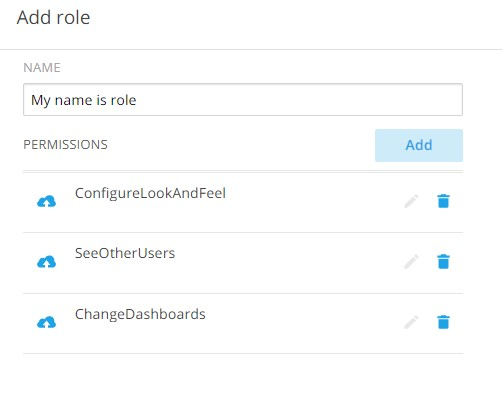 Add role
NAME
My name is role
PERMISSIONS
Add
ConfigureLookAndFeel
SeeOtherUsers
ChangeDashboards